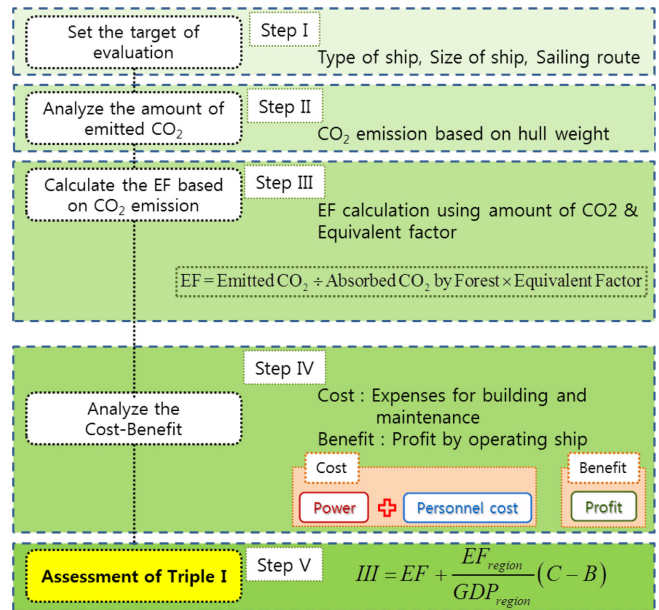 Set the target of
evaluation
Step I
Type of ship, Size of ship, Sailing route
Analyze the amount of
emitted CO₂
Step II
CO₂ emission based on hull weight
Calculate the EF based
on CO₂ emission
Step III
EF calculation using amount of CO2 &
Equivalent factor
EF = Emitted CO₂ ÷ Absorbed CO₂ by Forest × Equivalent Factor
Step IV
Analyze the
Cost-Benefit
Cost : Expenses for building and
maintenance
Benefit : Profit by operating ship
Cost
Benefit
Power + Personnel cost
Profit
Assessment of Triple I
Step V
III = EF + EF_region / GDP_region (C − B)